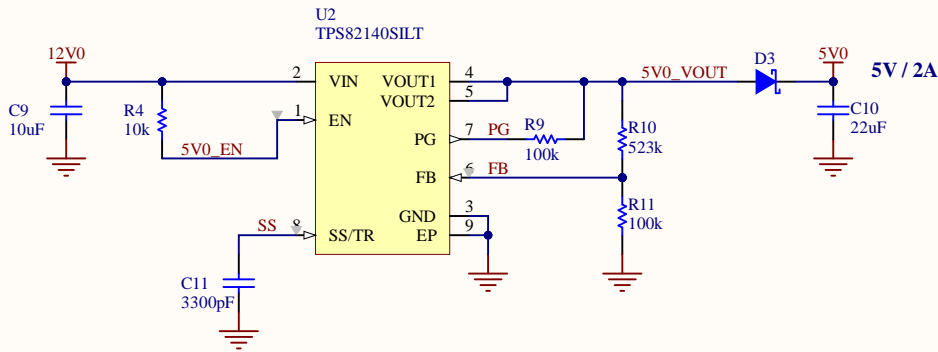 U2
TPS82140SILT
12V0
5V0
D3
5V / 2A
2
VIN
VOUT1
4
5V0_VOUT
VOUT2
5
C9
10uF
R4
10k
1
EN
PG
7
PG
R9
100k
R10
523k
C10
22uF
5V0_EN
FB
6
FB
GND
3
R11
100k
SS
8
SS/TR
EP
9
C11
3300pF